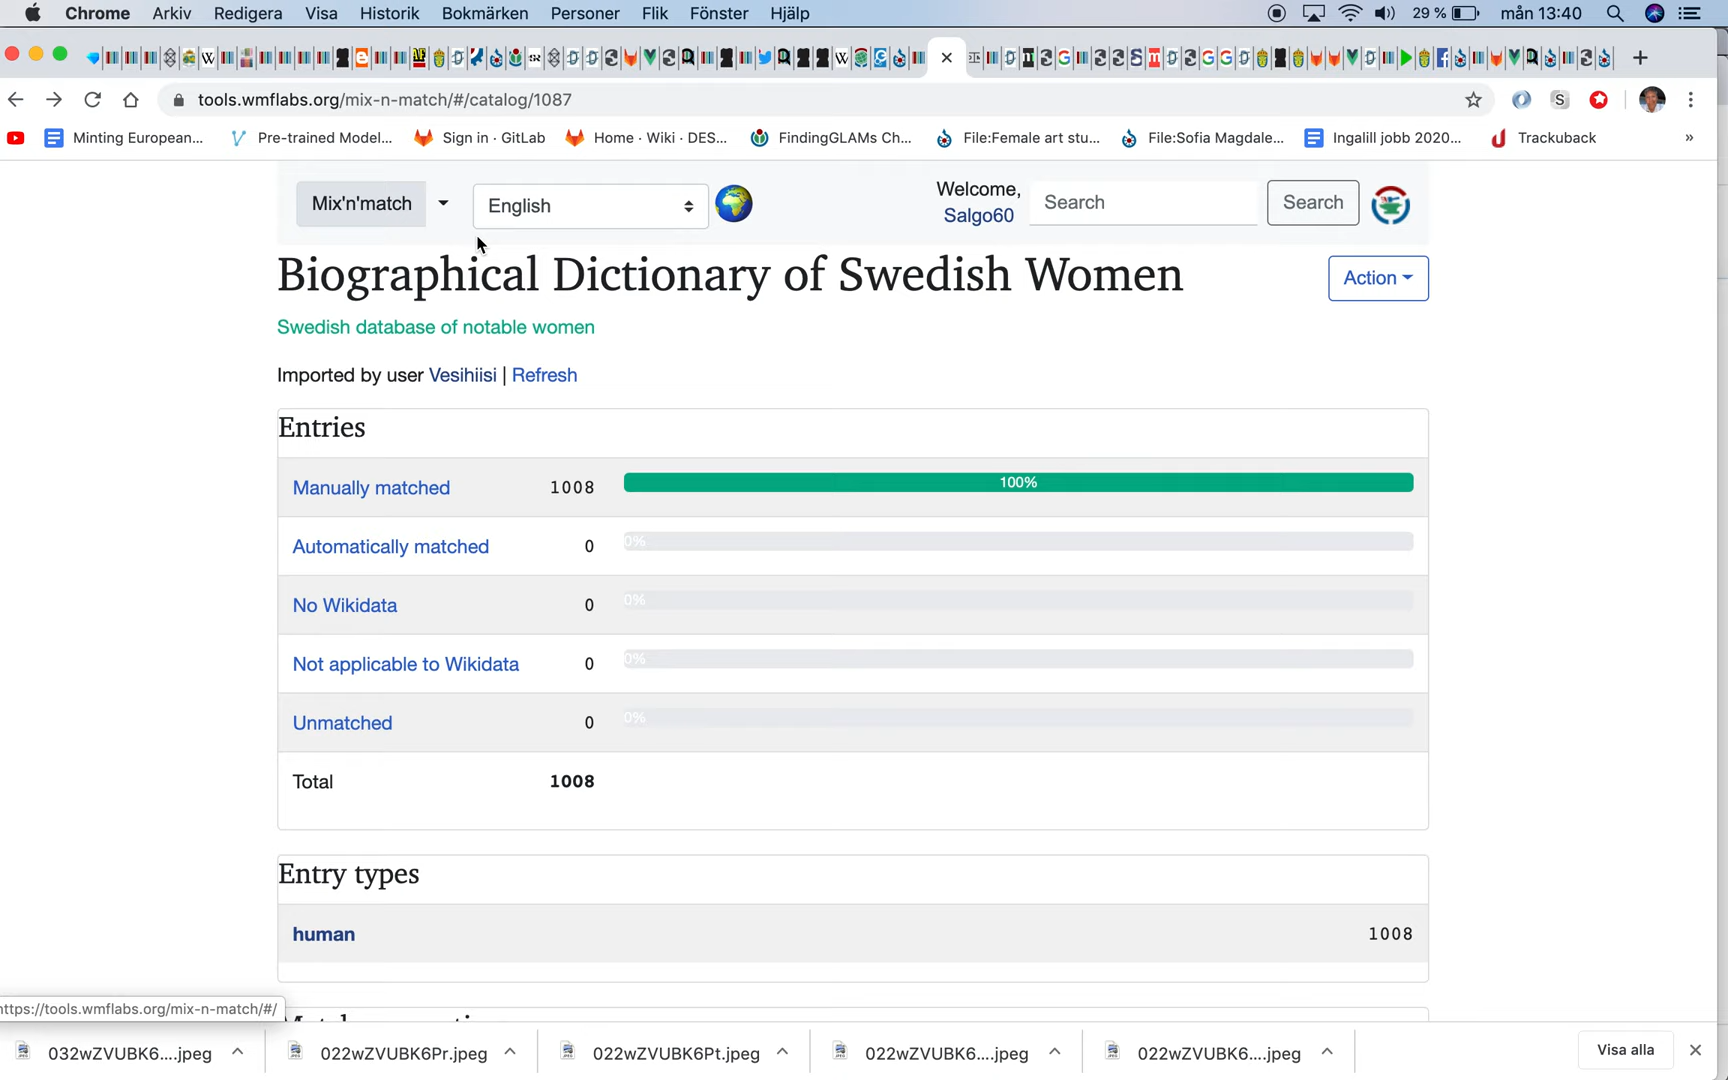 Chrome Arkiv Redigera Visa Historik Bokmärken Personer Flik Fönster Hjälp 29 % mån 13:40
tools.wmflabs.org/mix-n-match/#/catalog/1087
Minting European... Pre-trained Model... Sign in · GitLab Home · Wiki · DES... FindingGLAMs Ch... File:Female art stu... File:Sofia Magdale... Ingalill jobb 2020... Trackuback »
Mix'n'match English Welcome, Salgo60 Search Search
Biographical Dictionary of Swedish Women Action
Swedish database of notable women
Imported by user Vesihiisi | Refresh
Entries
Manually matched 1008 100%
Automatically matched 0 0%
No Wikidata 0 0%
Not applicable to Wikidata 0 0%
Unmatched 0 0%
Total 1008
Entry types
human 1008
https://tools.wmflabs.org/mix-n-match/#/
032wZVUBK6....jpeg 022wZVUBK6Pr.jpeg 022wZVUBK6Pt.jpeg 022wZVUBK6....jpeg 022wZVUBK6....jpeg Visa alla